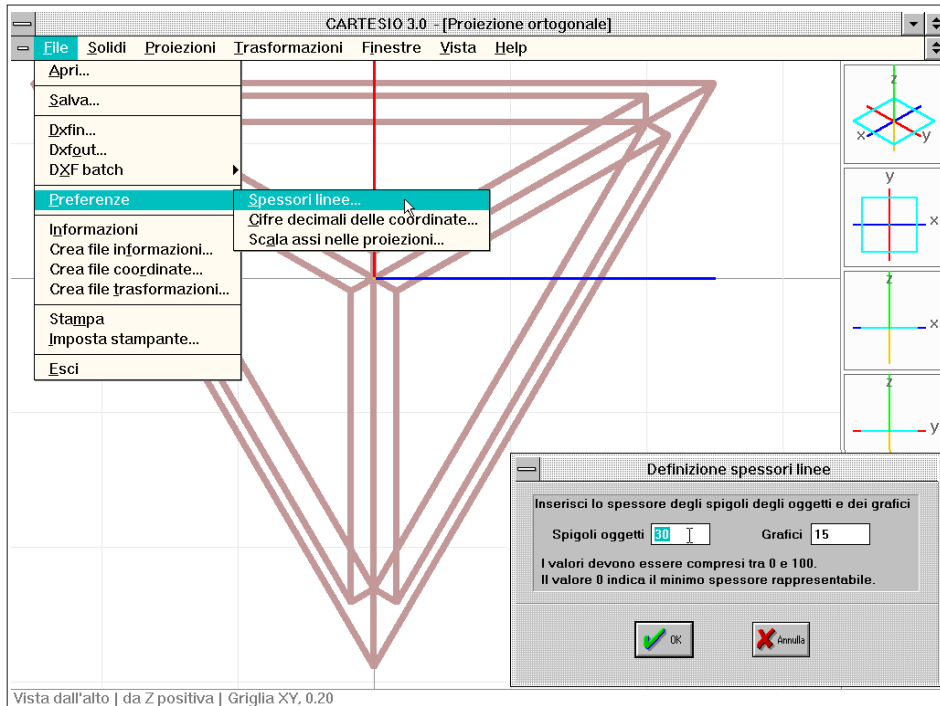 CARTESIO 3.0 - [Proiezione ortogonale]
File Solidi Proiezioni Trasformazioni Finestre Vista Help
Apri...
Salva...
Dxfin...
Dxfout...
DXF batch
Preferenze
Spessori linee...
Cifre decimali delle coordinate...
Scala assi nelle proiezioni...
Informazioni
Crea file informazioni...
Crea file coordinate...
Crea file trasformazioni...
Stampa
Imposta stampante...
Esci
z
x
y
y
x
z
x
z
y
Definizione spessori linee
Inserisci lo spessore degli spigoli degli oggetti e dei grafici
Spigoli oggetti 30 Grafici 15
I valori devono essere compresi tra 0 e 100.
Il valore 0 indica il minimo spessore rappresentabile.
OK Annulla
Vista dall'alto | da Z positiva | Griglia XY, 0.20